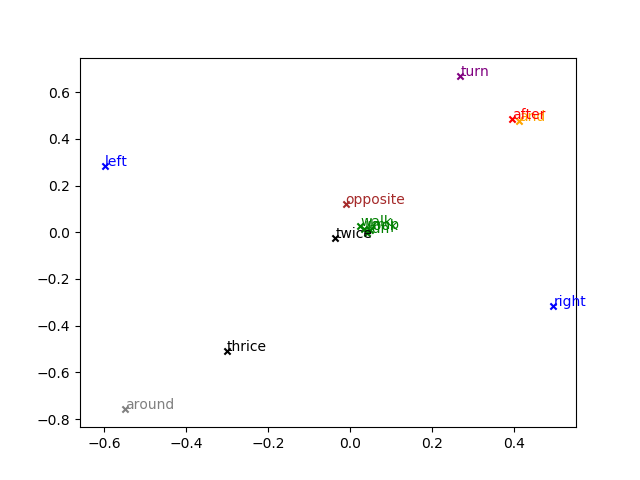 turn
after
and
left
opposite
walk
twice
right
thrice
around
0.6
0.4
0.2
0.0
−0.2
−0.4
−0.6
−0.8
−0.6 −0.4 −0.2 0.0 0.2 0.4